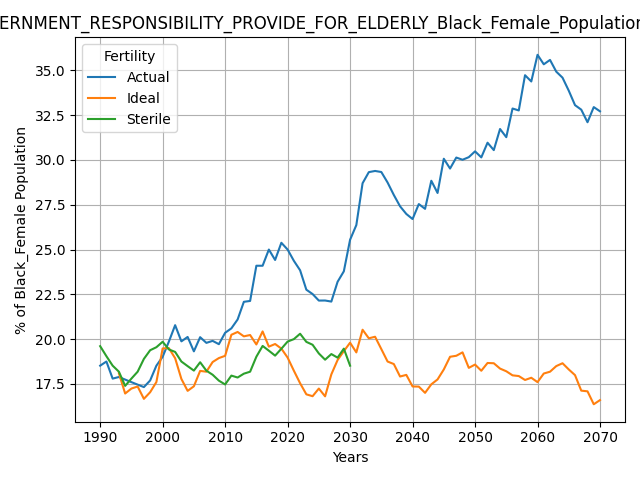 ERNMENT_RESPONSIBILITY_PROVIDE_FOR_ELDERLY_Black_Female_Population
Fertility
Actual
Ideal
Sterile
% of Black_Female Population
35.0
32.5
30.0
27.5
25.0
22.5
20.0
17.5
1990 2000 2010 2020 2030 2040 2050 2060 2070
Years